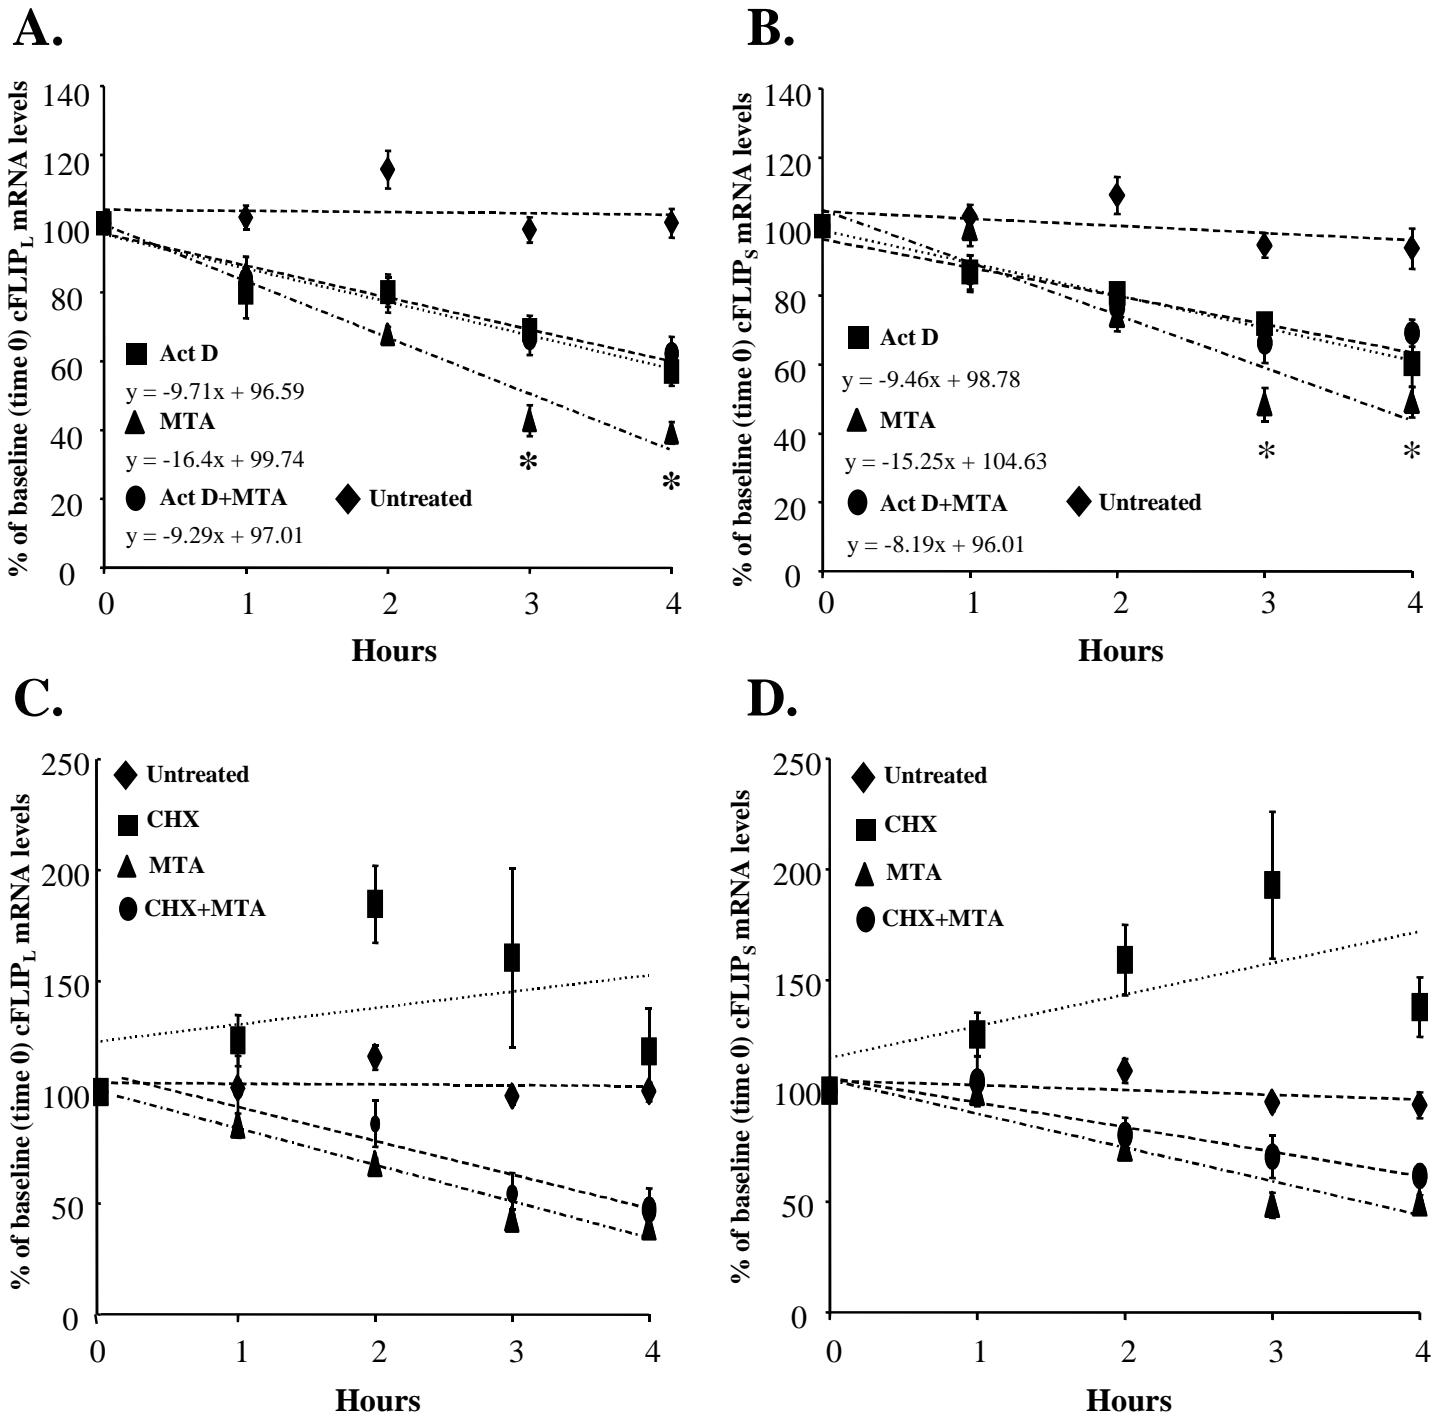 A.
% of baseline (time 0) cFLIPL mRNA levels
140
120
100
80
60
40
20
0
Act D
y = -9.71x + 96.59
MTA
y = -16.4x + 99.74
Act D+MTA
y = -9.29x + 97.01
Untreated
*
*
0 1 2 3 4
Hours
B.
% of baseline (time 0) cFLIPS mRNA levels
140
120
100
80
60
40
20
0
Act D
y = -9.46x + 98.78
MTA
y = -15.25x + 104.63
Act D+MTA
y = -8.19x + 96.01
Untreated
* *
0 1 2 3 4
Hours
C.
% of baseline (time 0) cFLIPL mRNA levels
250
200
150
100
50
0
Untreated
CHX
MTA
CHX+MTA
0 1 2 3 4
Hours
D.
% of baseline (time 0) cFLIPS mRNA levels
250
200
150
100
50
0
Untreated
CHX
MTA
CHX+MTA
0 1 2 3 4
Hours